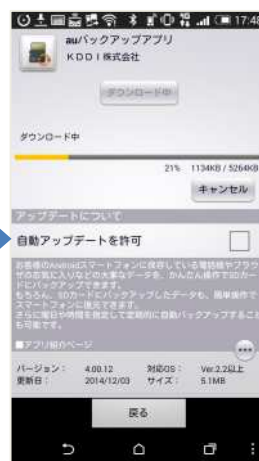 17:48
auバックアップアプリ
KDDI株式会社
ダウンロード中
ダウンロード中
21% 1134KB / 5264KB
キャンセル
アップデートについて
自動アップデートを許可
お客様のAndroidスマートフォンに保存している電話帳やブラウ
ザのお気に入りなどの大事なデータを、かんたん操作でSDカー
ドにバックアップできます。
もちろん、SDカードにバックアップしたデータも、簡単操作で
スマートフォンに復元できます。
さらに曜日や時間を指定して定期的に自動バックアップすること
も可能です。
■アプリ紹介のページ
バージョン： 4.00.12 対応OS： Ver.2.2以上
更新日： 2014/12/03 サイズ： 5.1MB
戻る